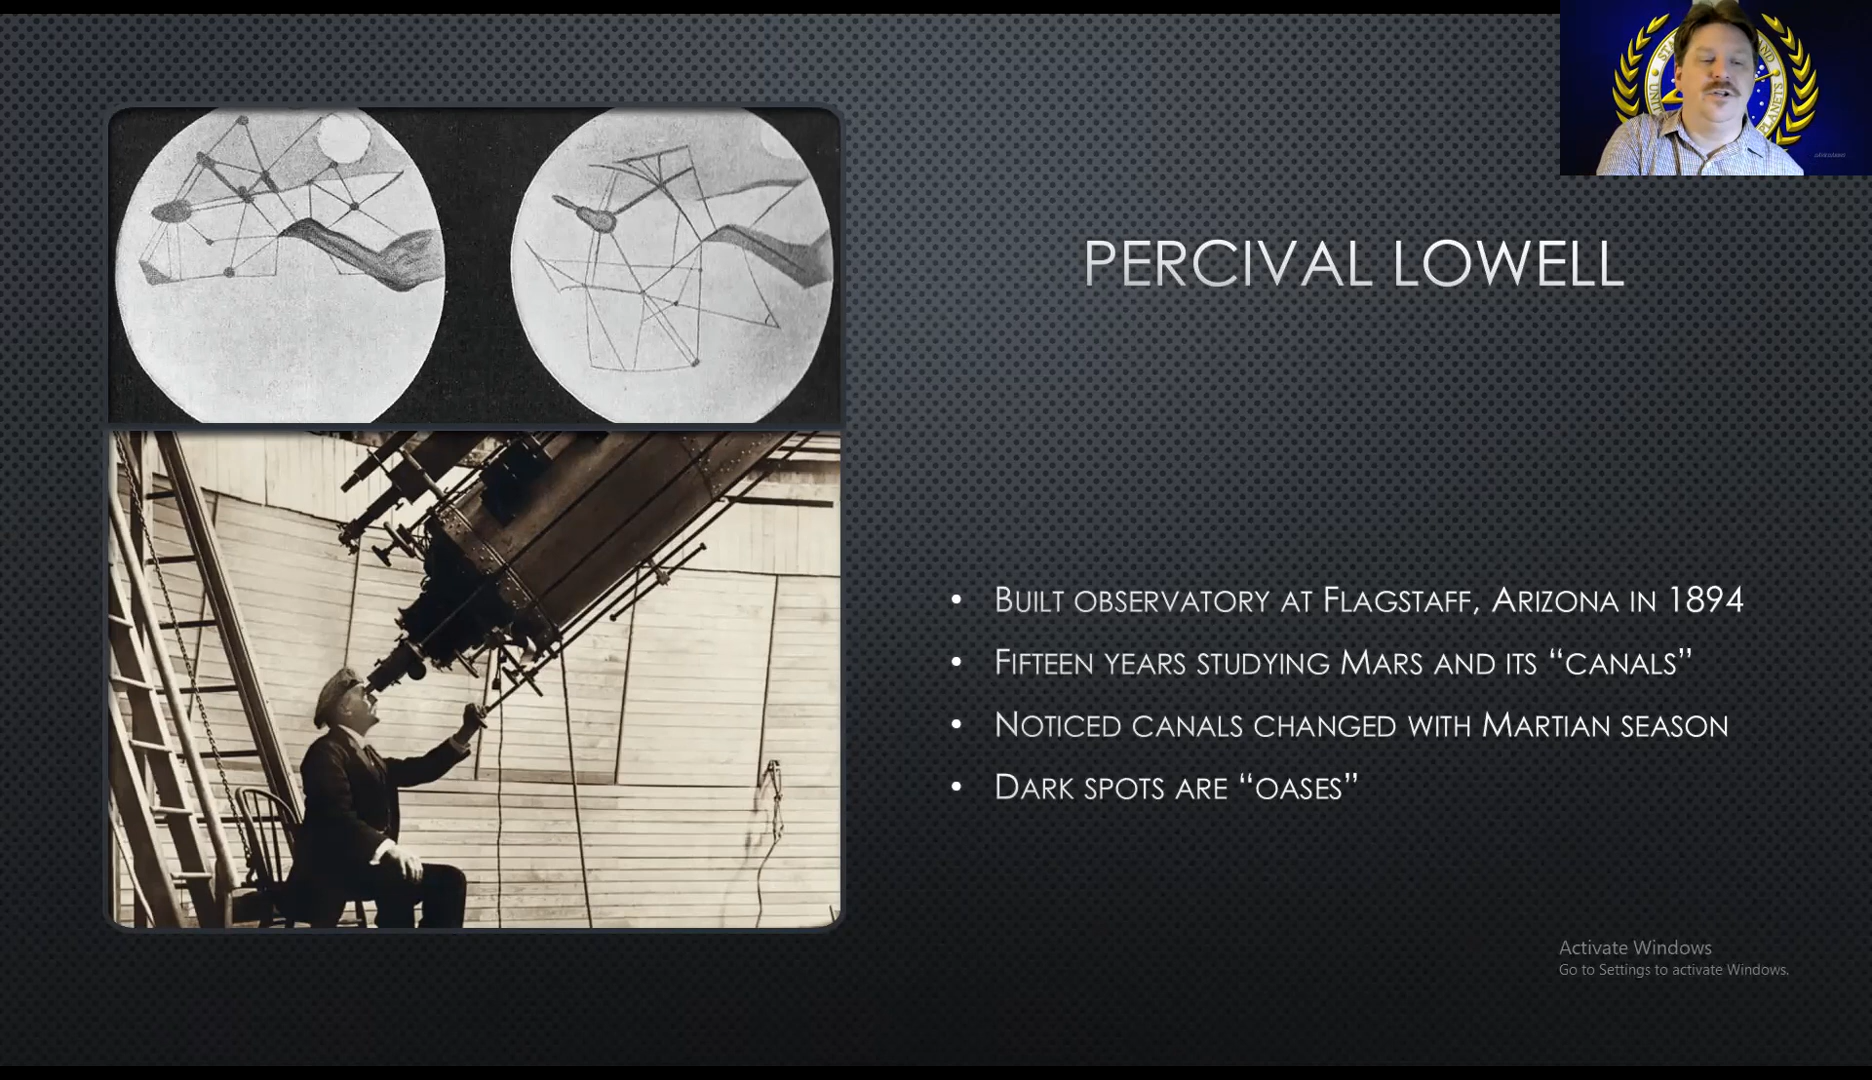 PERCIVAL LOWELL
• BUILT OBSERVATORY AT FLAGSTAFF, ARIZONA IN 1894
• FIFTEEN YEARS STUDYING MARS AND ITS “CANALS”
• NOTICED CANALS CHANGED WITH MARTIAN SEASON
• DARK SPOTS ARE “OASES”
Activate Windows
Go to Settings to activate Windows.